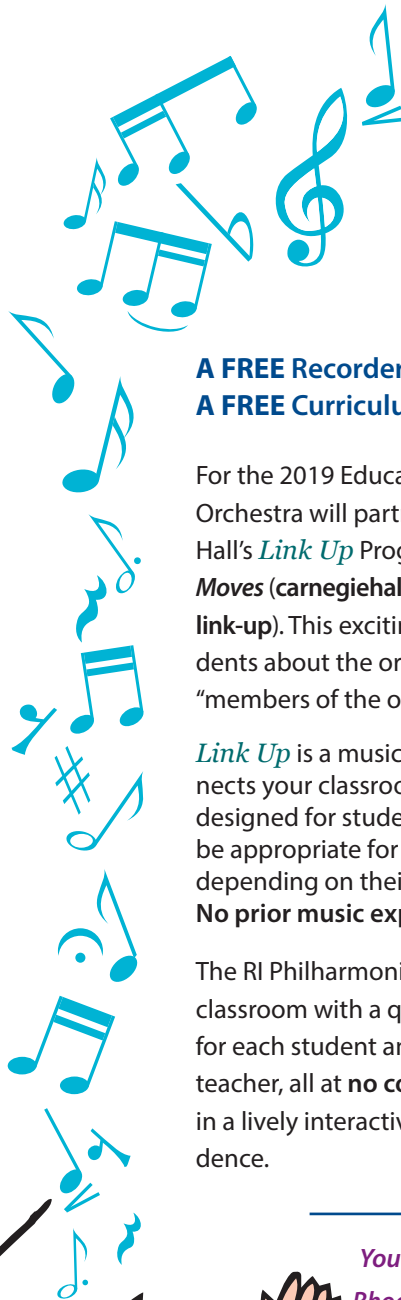 A FREE Recorder
A FREE Curriculu
For the 2019 Educa
Orchestra will part
Hall's Link Up Prog
Moves (carnegiehal
link-up). This excitin
dents about the or
“members of the o
Link Up is a music
nects your classroo
designed for stude
be appropriate for
depending on thei
No prior music exp
The RI Philharmoni
classroom with a q
for each student an
teacher, all at no co
in a lively interactiv
dence.
You
Rhod